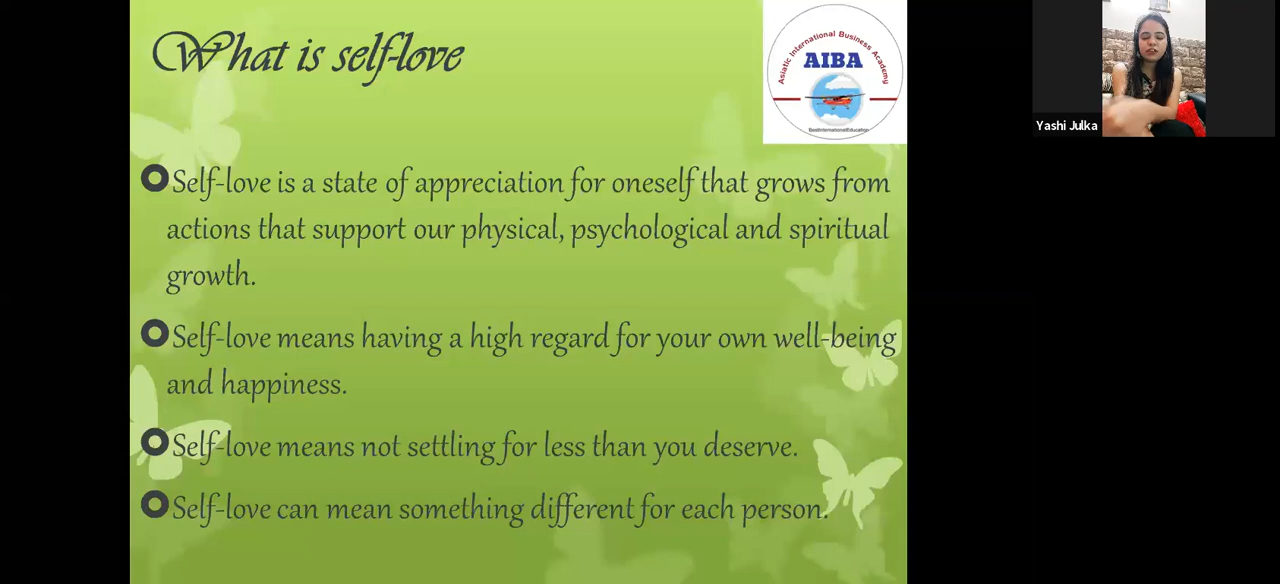 What is self-love
Asiatic International Business Academy
AIBA
BestInternationalEducation
Yashi Julka
Self-love is a state of appreciation for oneself that grows from
actions that support our physical, psychological and spiritual
growth.
Self-love means having a high regard for your own well-being
and happiness.
Self-love means not settling for less than you deserve.
Self-love can mean something different for each person.